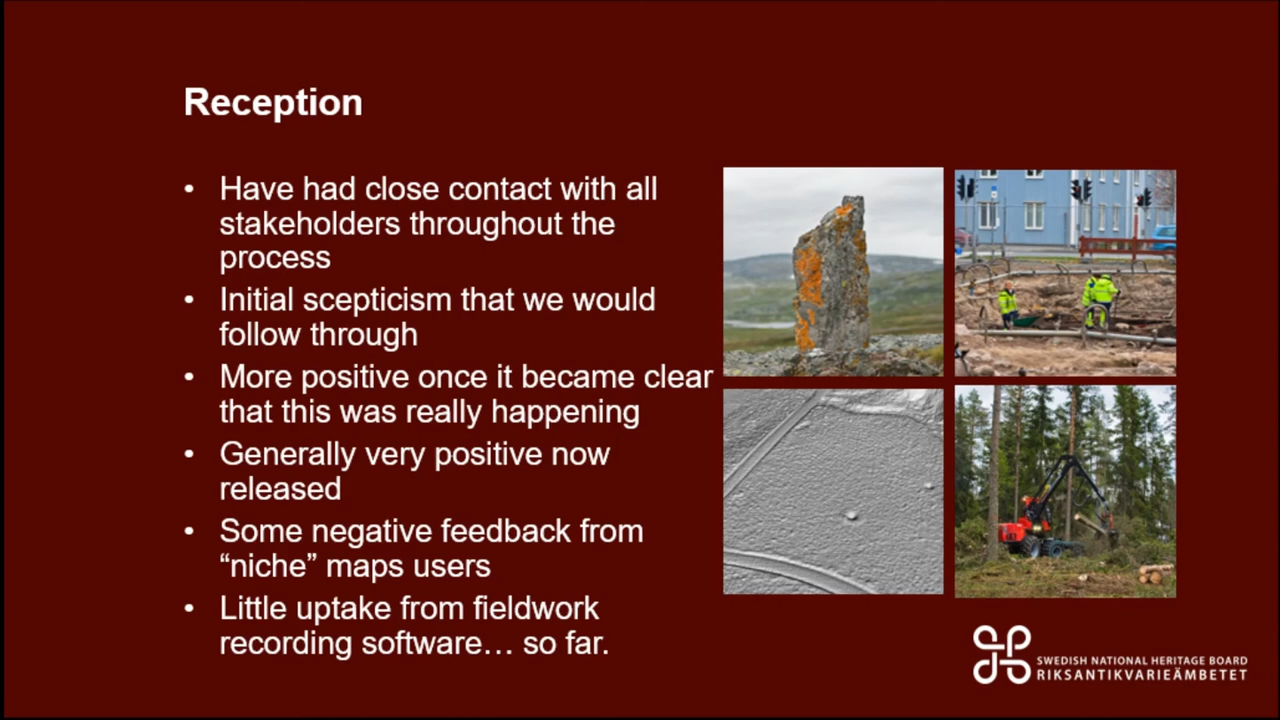 Reception
• Have had close contact with all
stakeholders throughout the
process
• Initial scepticism that we would
follow through
• More positive once it became clear
that this was really happening
• Generally very positive now
released
• Some negative feedback from
“niche” maps users
• Little uptake from fieldwork
recording software… so far.
SWEDISH NATIONAL HERITAGE BOARD
RIKSANTIKVARIEÄMBETET